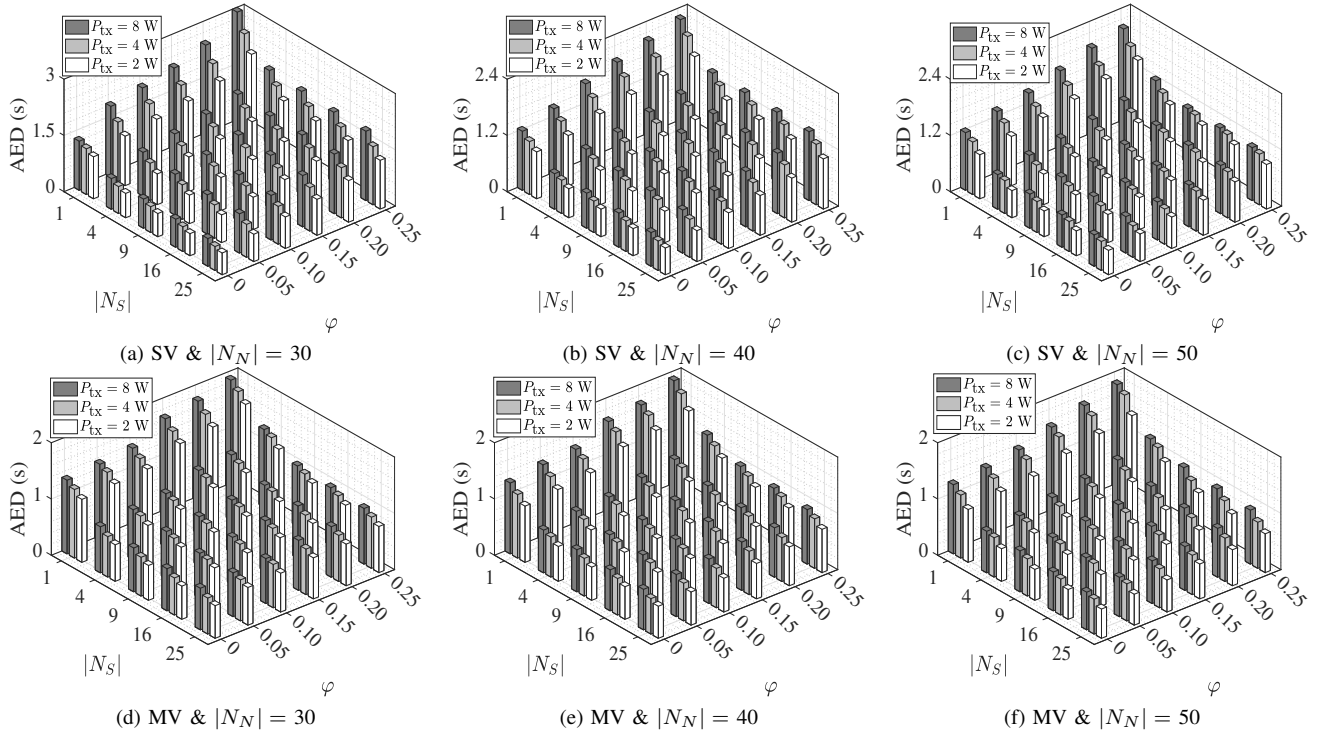 P_tx = 8 W
P_tx = 4 W
P_tx = 2 W
AED (s)
3
1.5
0
1
4
9
16
25
|N_S|
0
0.05
0.10
0.15
0.20
0.25
φ
(a) SV & |N_N| = 30
P_tx = 8 W
P_tx = 4 W
P_tx = 2 W
AED (s)
2.4
1.2
0
1
4
9
16
25
|N_S|
0
0.05
0.10
0.15
0.20
0.25
φ
(b) SV & |N_N| = 40
P_tx = 8 W
P_tx = 4 W
P_tx = 2 W
AED (s)
2.4
1.2
0
1
4
9
16
25
|N_S|
0
0.05
0.10
0.15
0.20
0.25
φ
(c) SV & |N_N| = 50
P_tx = 8 W
P_tx = 4 W
P_tx = 2 W
AED (s)
2
1
0
1
4
9
16
25
|N_S|
0
0.05
0.10
0.15
0.20
0.25
φ
(d) MV & |N_N| = 30
P_tx = 8 W
P_tx = 4 W
P_tx = 2 W
AED (s)
2
1
0
1
4
9
16
25
|N_S|
0
0.05
0.10
0.15
0.20
0.25
φ
(e) MV & |N_N| = 40
P_tx = 8 W
P_tx = 4 W
P_tx = 2 W
AED (s)
2
1
0
1
4
9
16
25
|N_S|
0
0.05
0.10
0.15
0.20
0.25
φ
(f) MV & |N_N| = 50